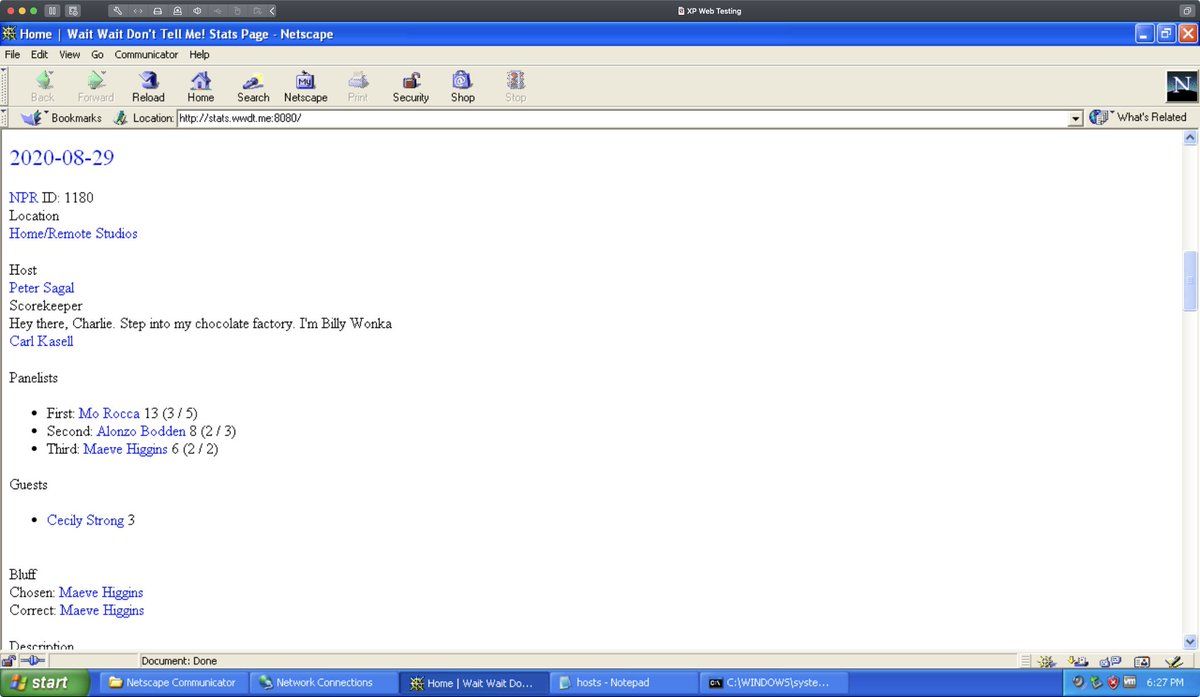 XP Web Testing
Home | Wait Wait Don't Tell Me! Stats Page - Netscape
File Edit View Go Communicator Help
Back Forward Reload Home Search Netscape Print Security Shop Stop
My
N
Bookmarks Location: http://stats.wwdt.me:8080/ What's Related
2020-08-29
NPR ID: 1180
Location
Home/Remote Studios
Host
Peter Sagal
Scorekeeper
Hey there, Charlie. Step into my chocolate factory. I'm Billy Wonka
Carl Kasell
Panelists
• First: Mo Rocca 13 (3 / 5)
• Second: Alonzo Bodden 8 (2 / 3)
• Third: Maeve Higgins 6 (2 / 2)
Guests
• Cecily Strong 3
Bluff
Chosen: Maeve Higgins
Correct: Maeve Higgins
Description
Document: Done
start Netscape Communicator Network Connections Home | Wait Wait Do... hosts - Notepad C:\WINDOWS\syste... 6:27 PM